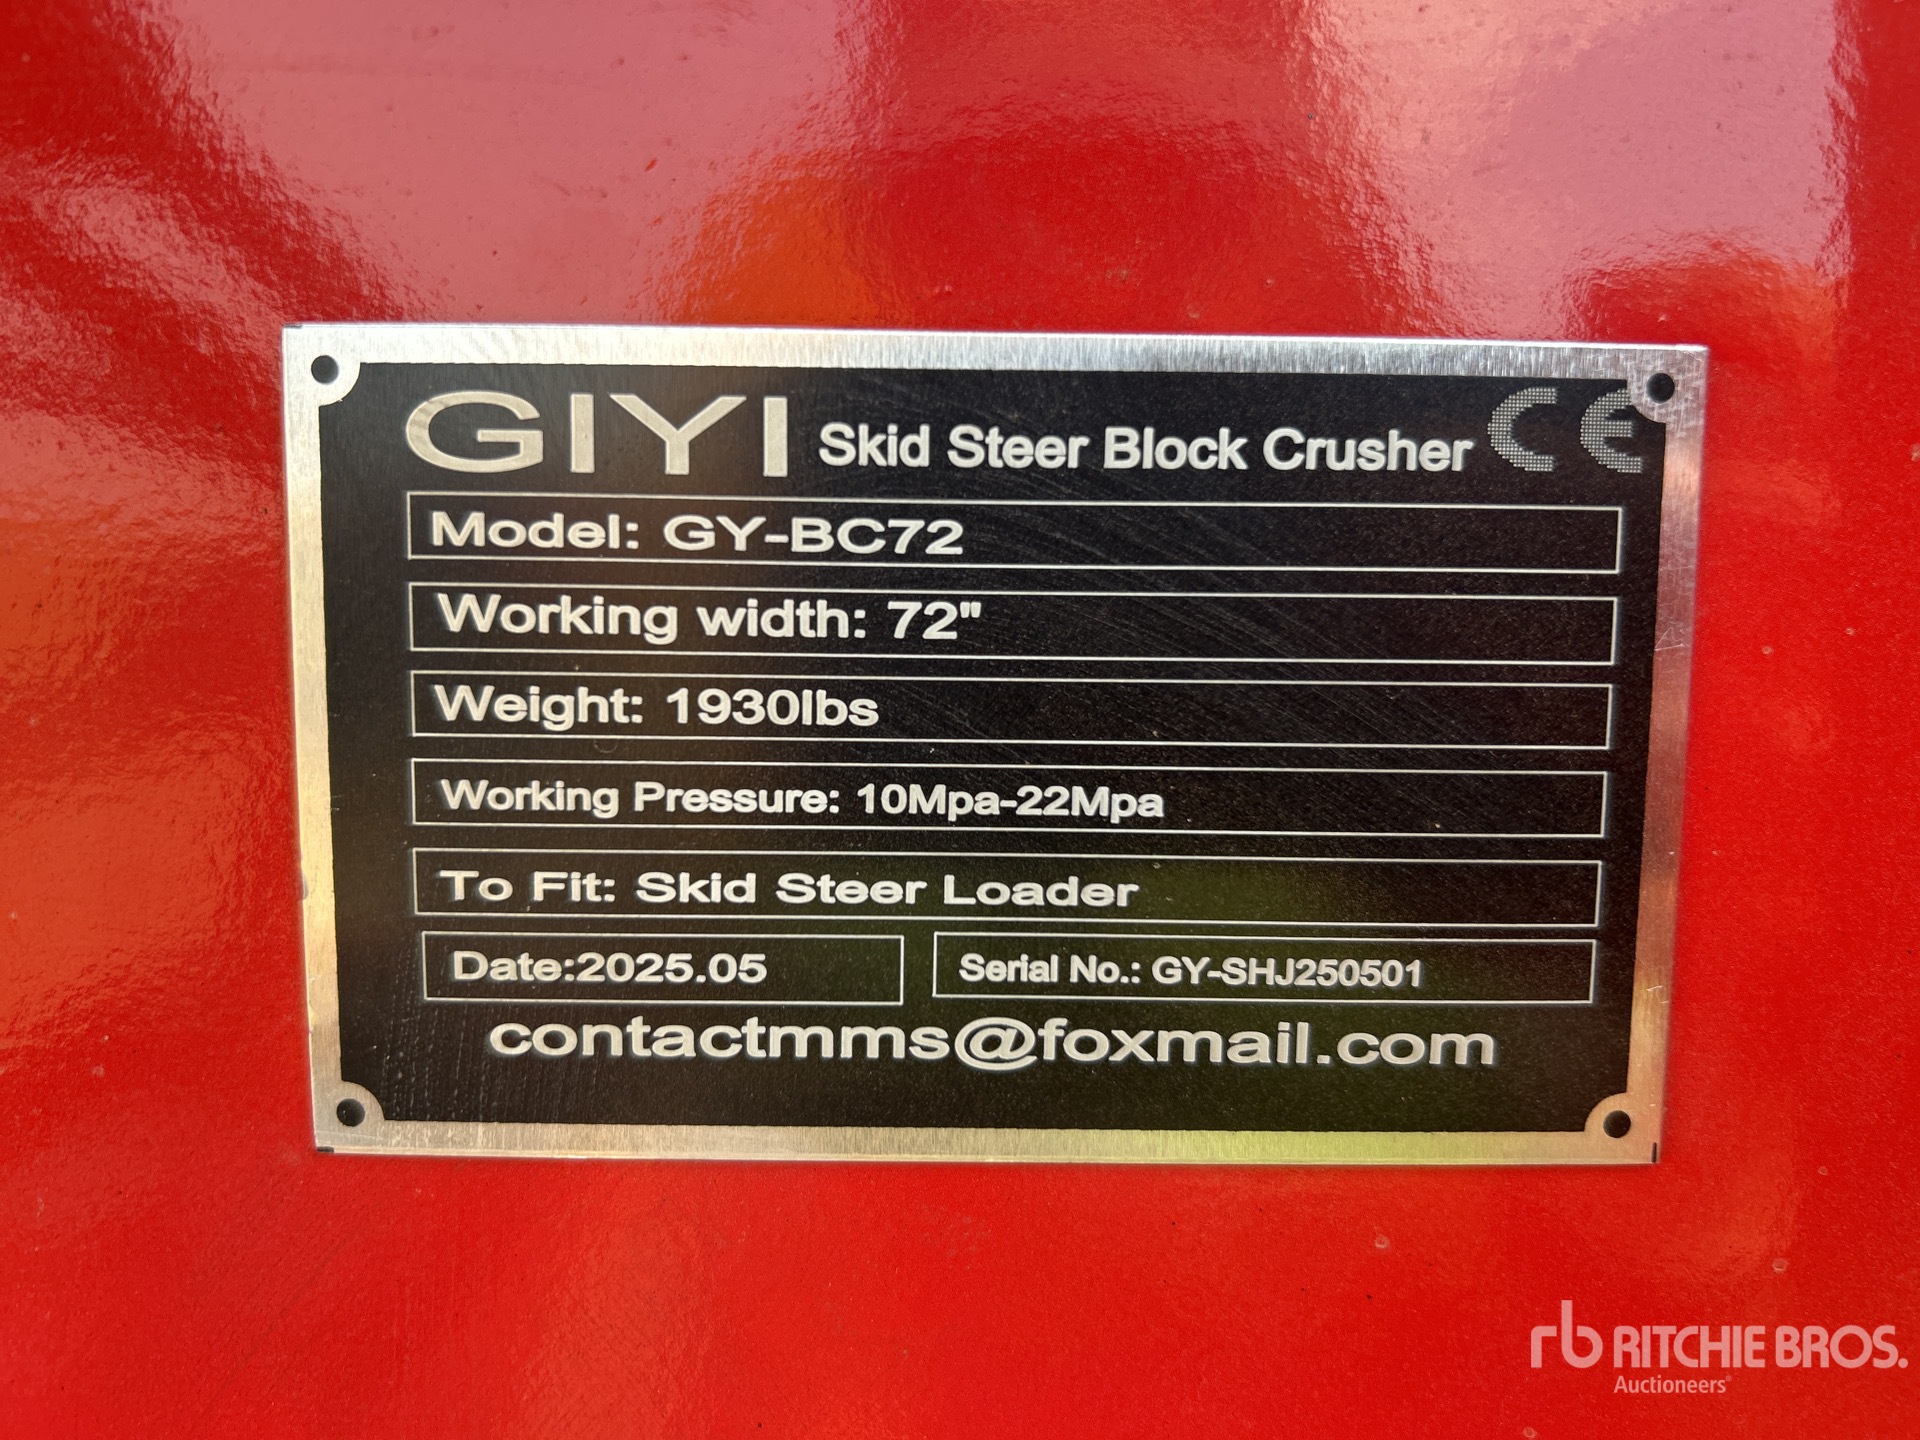 GIYI Skid Steer Block Crusher CE
Model: GY-BC72
Working width: 72"
Weight: 1930lbs
Working Pressure: 10Mpa-22Mpa
To Fit: Skid Steer Loader
Date:2025.05 Serial No.: GY-SHJ250501
contactmms@foxmail.com
rb RITCHIE BROS.
Auctioneers